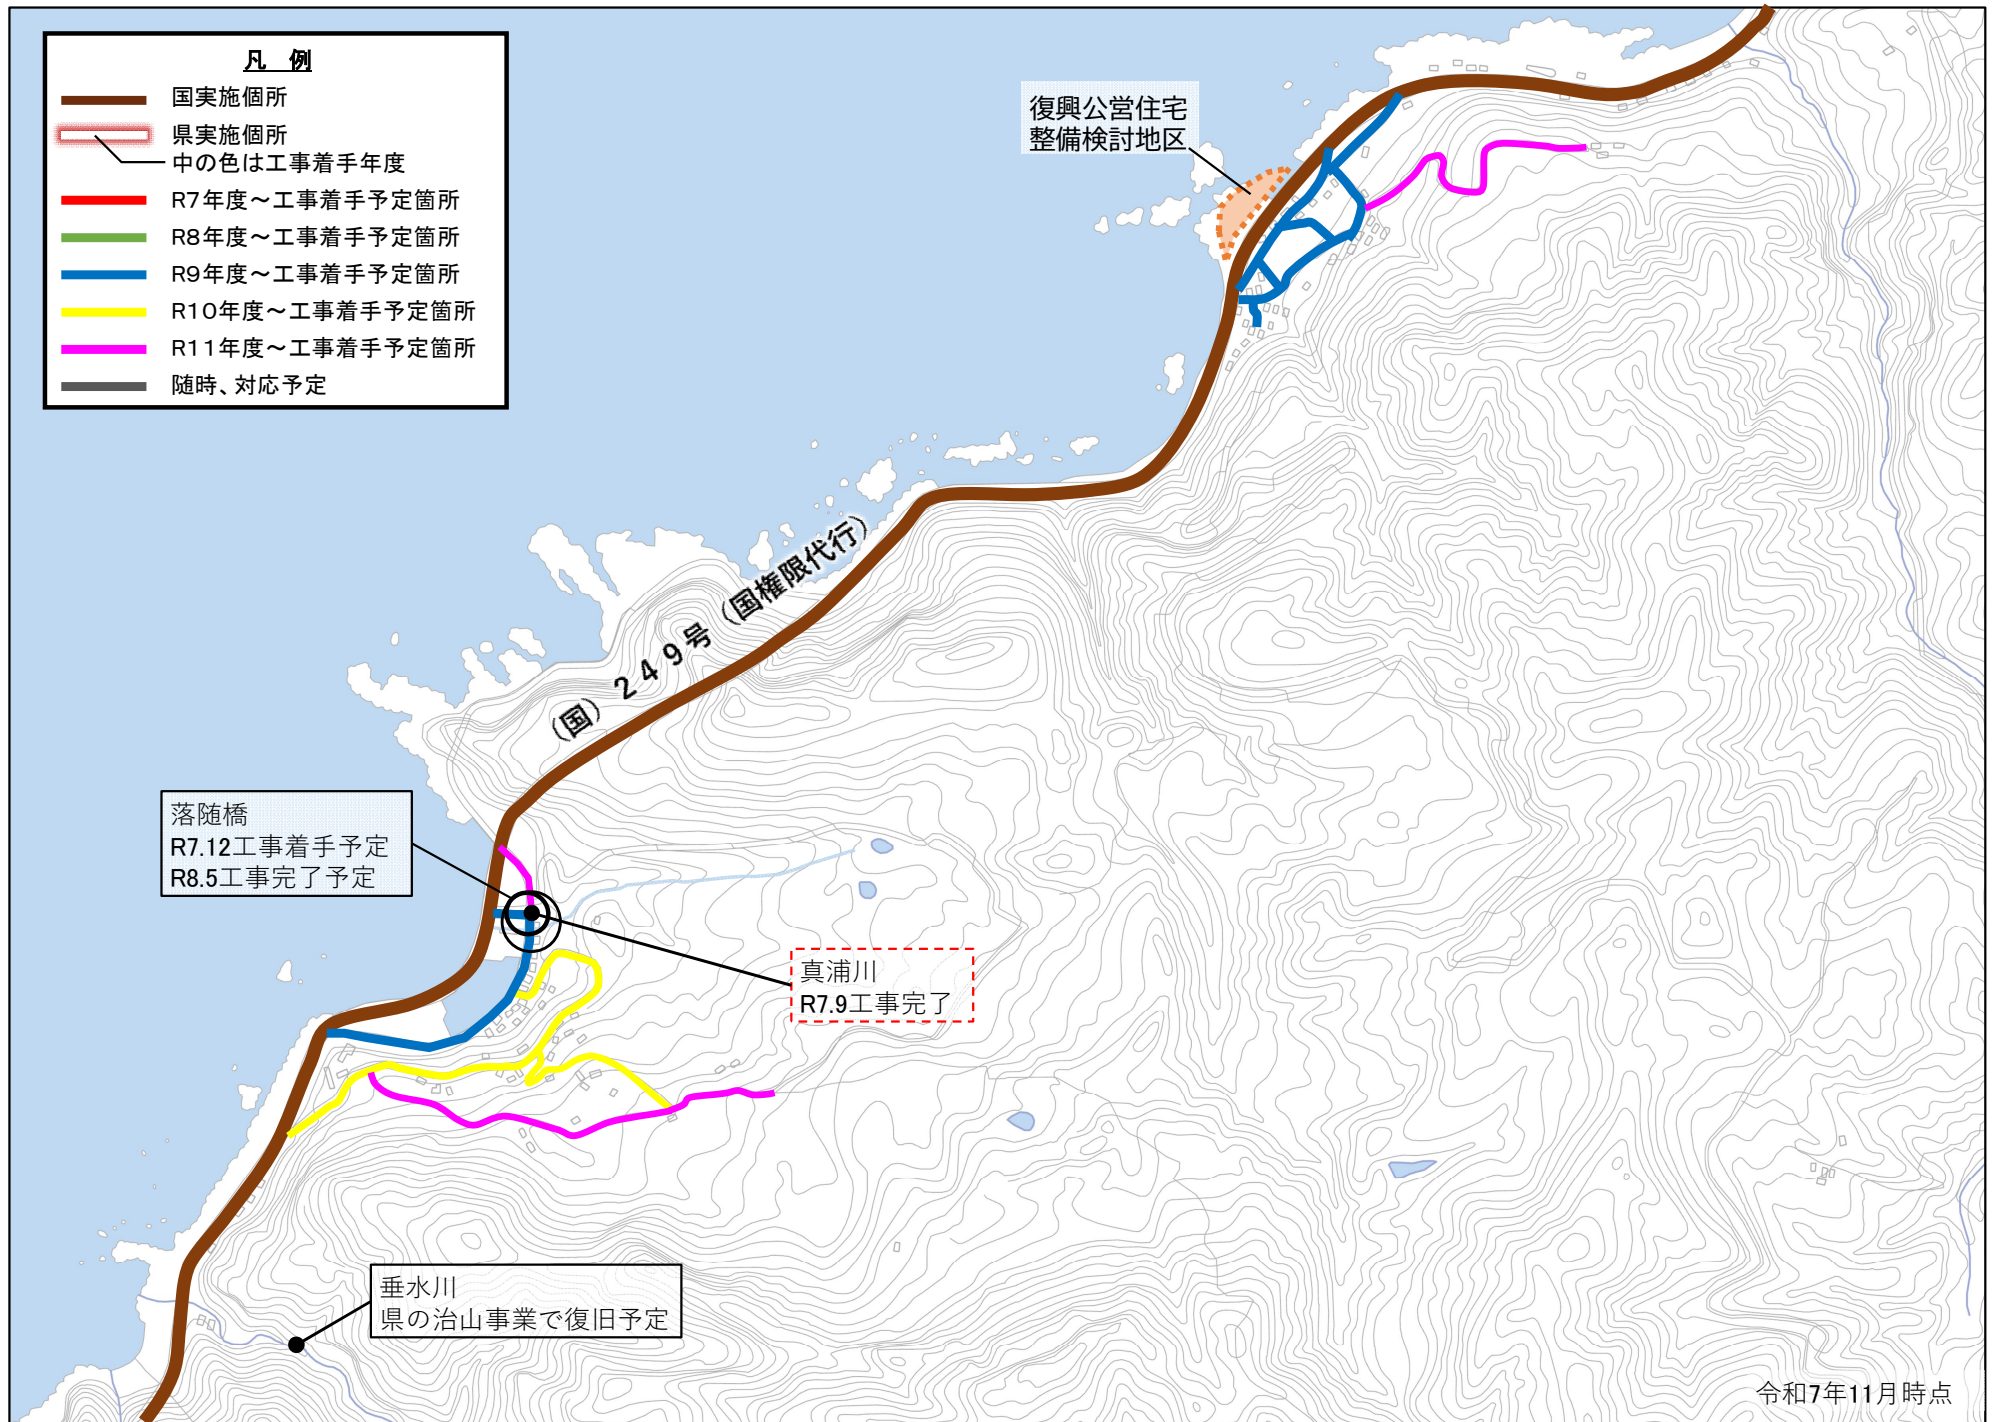 凡 例
国実施個所
県実施個所
中の色は工事着手年度
R7年度～工事着手予定箇所
R8年度～工事着手予定箇所
R9年度～工事着手予定箇所
R10年度～工事着手予定箇所
R11年度～工事着手予定箇所
随時、対応予定
復興公営住宅
整備検討地区
(国) 249号 (国権限代行)
落随橋
R7.12工事着手予定
R8.5工事完了予定
真浦川
R7.9工事完了
垂水川
県の治山事業で復旧予定
令和7年11月時点